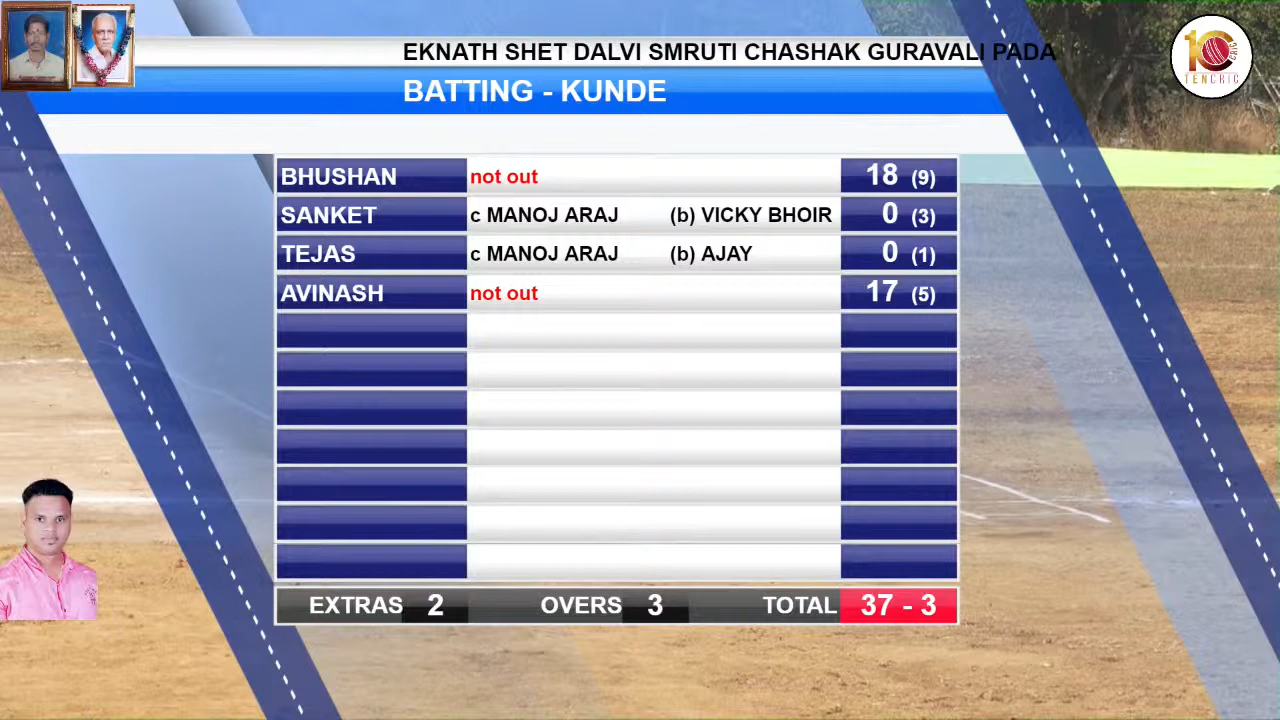 EKNATH SHET DALVI SMRUTI CHASHAK GURAVALI PADA
BATTING - KUNDE
BHUSHAN not out 18 (9)
SANKET c MANOJ ARAJ (b) VICKY BHOIR 0 (3)
TEJAS c MANOJ ARAJ (b) AJAY 0 (1)
AVINASH not out 17 (5)
EXTRAS 2 OVERS 3 TOTAL 37 - 3
10
CRIC
TENCRIC